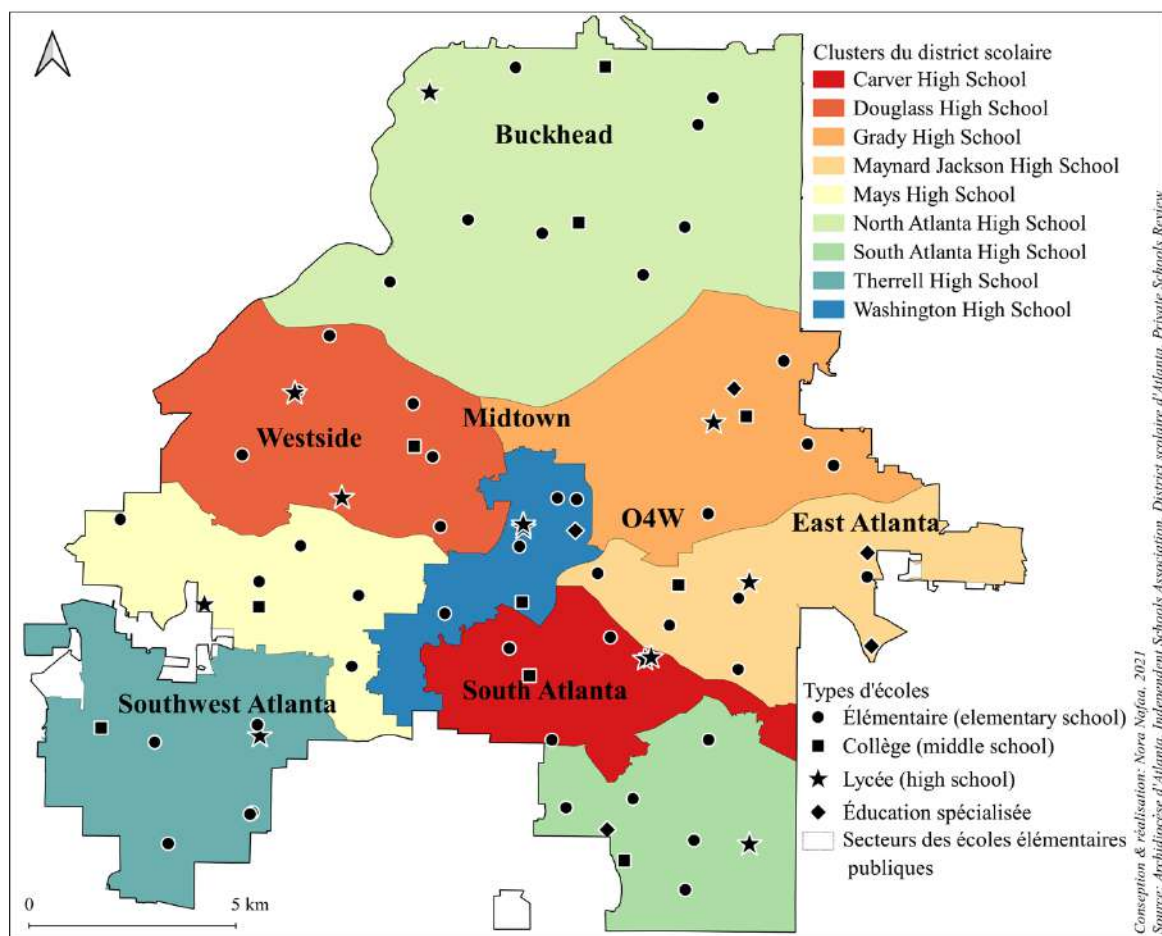 Clusters du district scolaire
Carver High School
Douglass High School
Grady High School
Maynard Jackson High School
Mays High School
North Atlanta High School
South Atlanta High School
Therrell High School
Washington High School
Buckhead
Midtown
Westside
O4W
East Atlanta
South Atlanta
Southwest Atlanta
Types d'écoles
Élémentaire (elementary school)
Collège (middle school)
Lycée (high school)
Éducation spécialisée
Secteurs des écoles élémentaires
publiques
0 5 km
Conseption & réalisation: Nora Nafaa, 2021
Source: Archidiocèse d'Atlanta, Independent Schools Association, District scolaire d'Atlanta, Private Schools Review